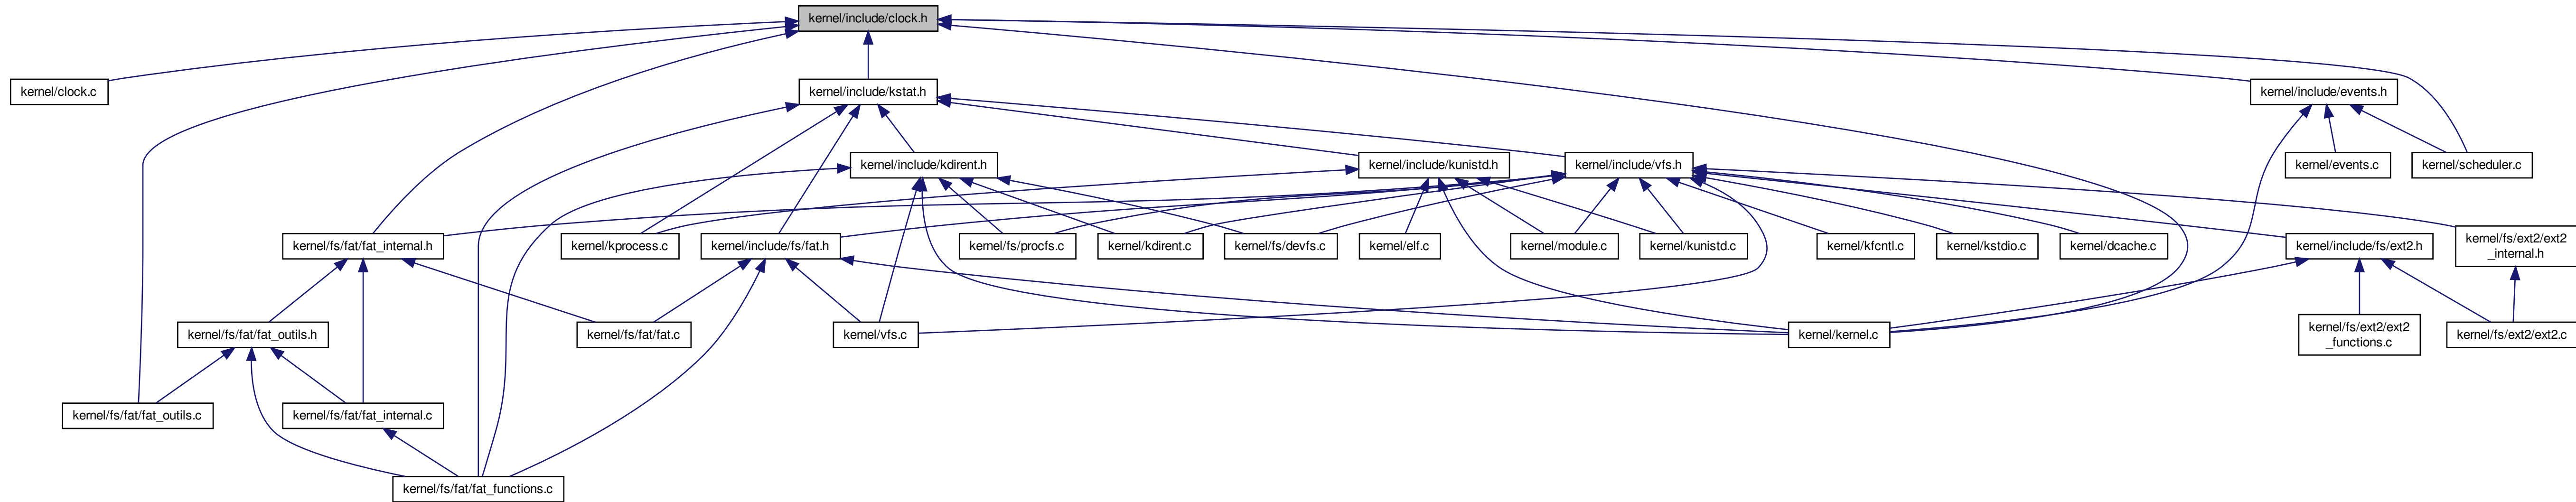 kernel/include/clock.h
kernel/clock.c
kernel/include/kstat.h
kernel/include/events.h
kernel/include/kdirent.h
kernel/include/kunistd.h
kernel/include/vfs.h
kernel/events.c
kernel/scheduler.c
kernel/fs/fat/fat_internal.h
kernel/kprocess.c
kernel/include/fs/fat.h
kernel/fs/procfs.c
kernel/kdirent.c
kernel/fs/devfs.c
kernel/elf.c
kernel/module.c
kernel/kunistd.c
kernel/kfcntl.c
kernel/kstdio.c
kernel/dcache.c
kernel/include/fs/ext2.h
kernel/fs/ext2/ext2
_internal.h
kernel/fs/fat/fat_outils.h
kernel/fs/fat/fat.c
kernel/vfs.c
kernel/kernel.c
kernel/fs/ext2/ext2
_functions.c
kernel/fs/ext2/ext2.c
kernel/fs/fat/fat_outils.c
kernel/fs/fat/fat_internal.c
kernel/fs/fat/fat_functions.c